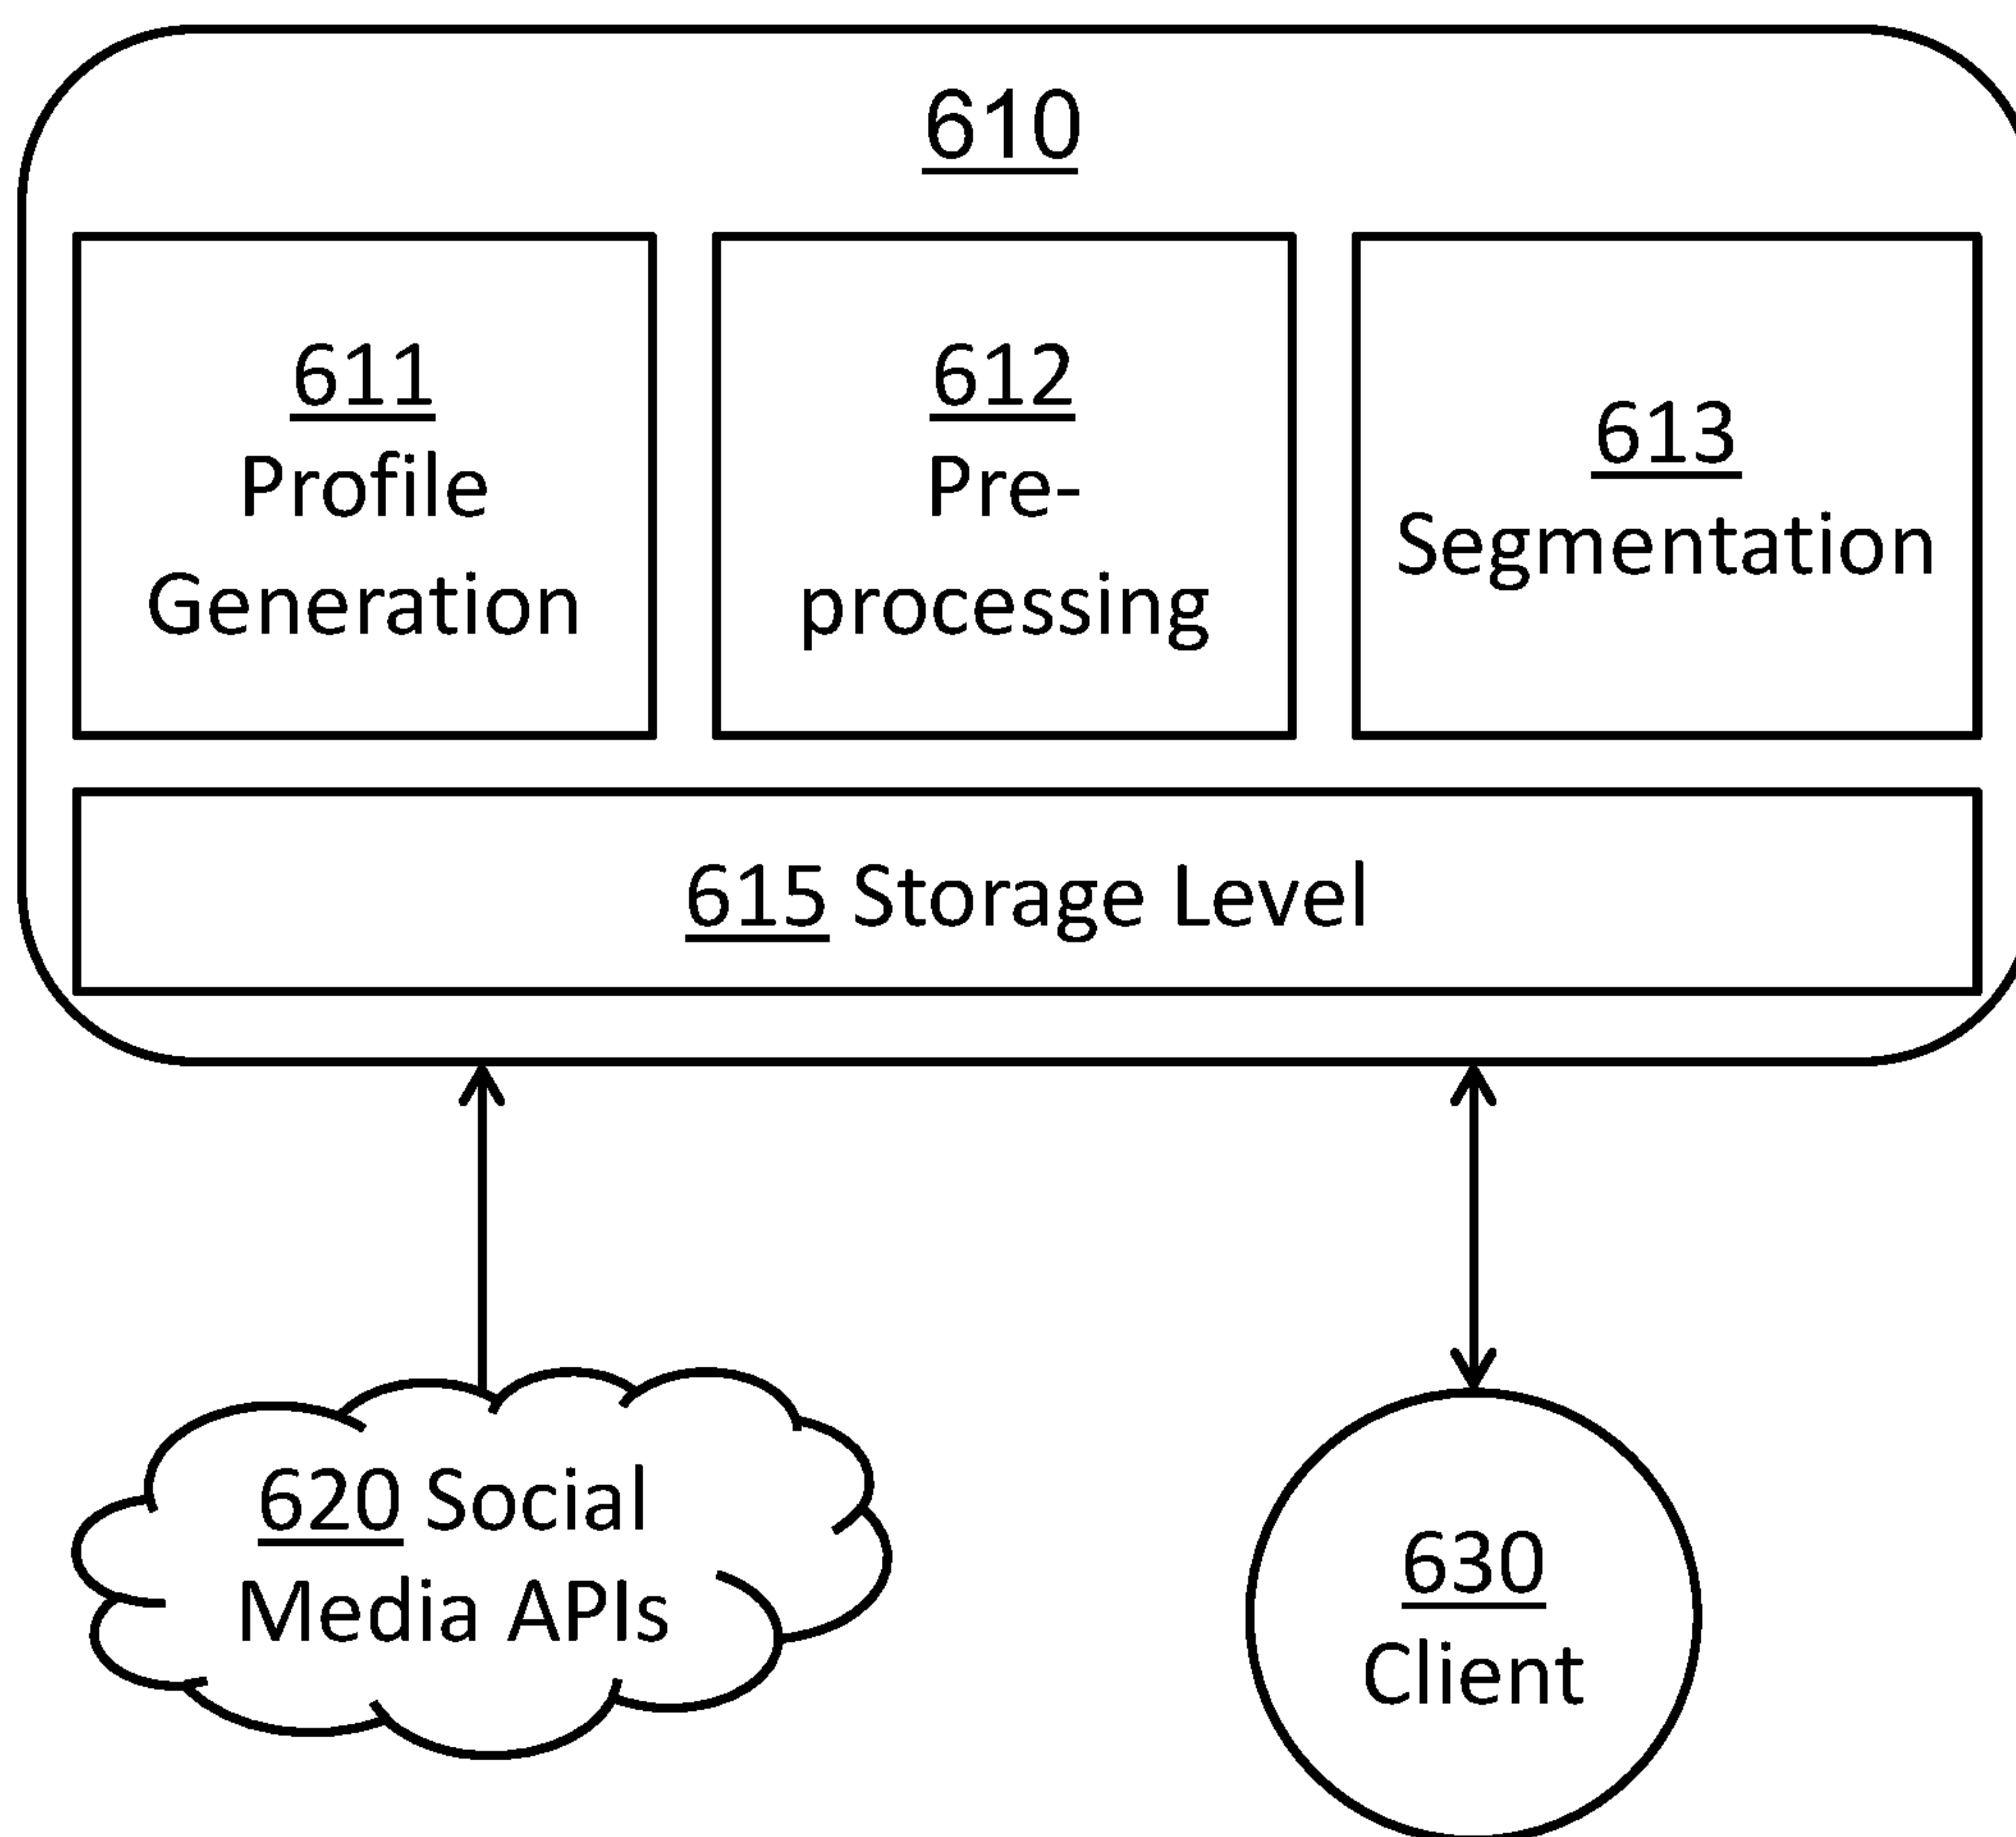 610
611
Profile
Generation
612
Pre-
processing
613
Segmentation
615 Storage Level
620 Social
Media APIs
630
Client